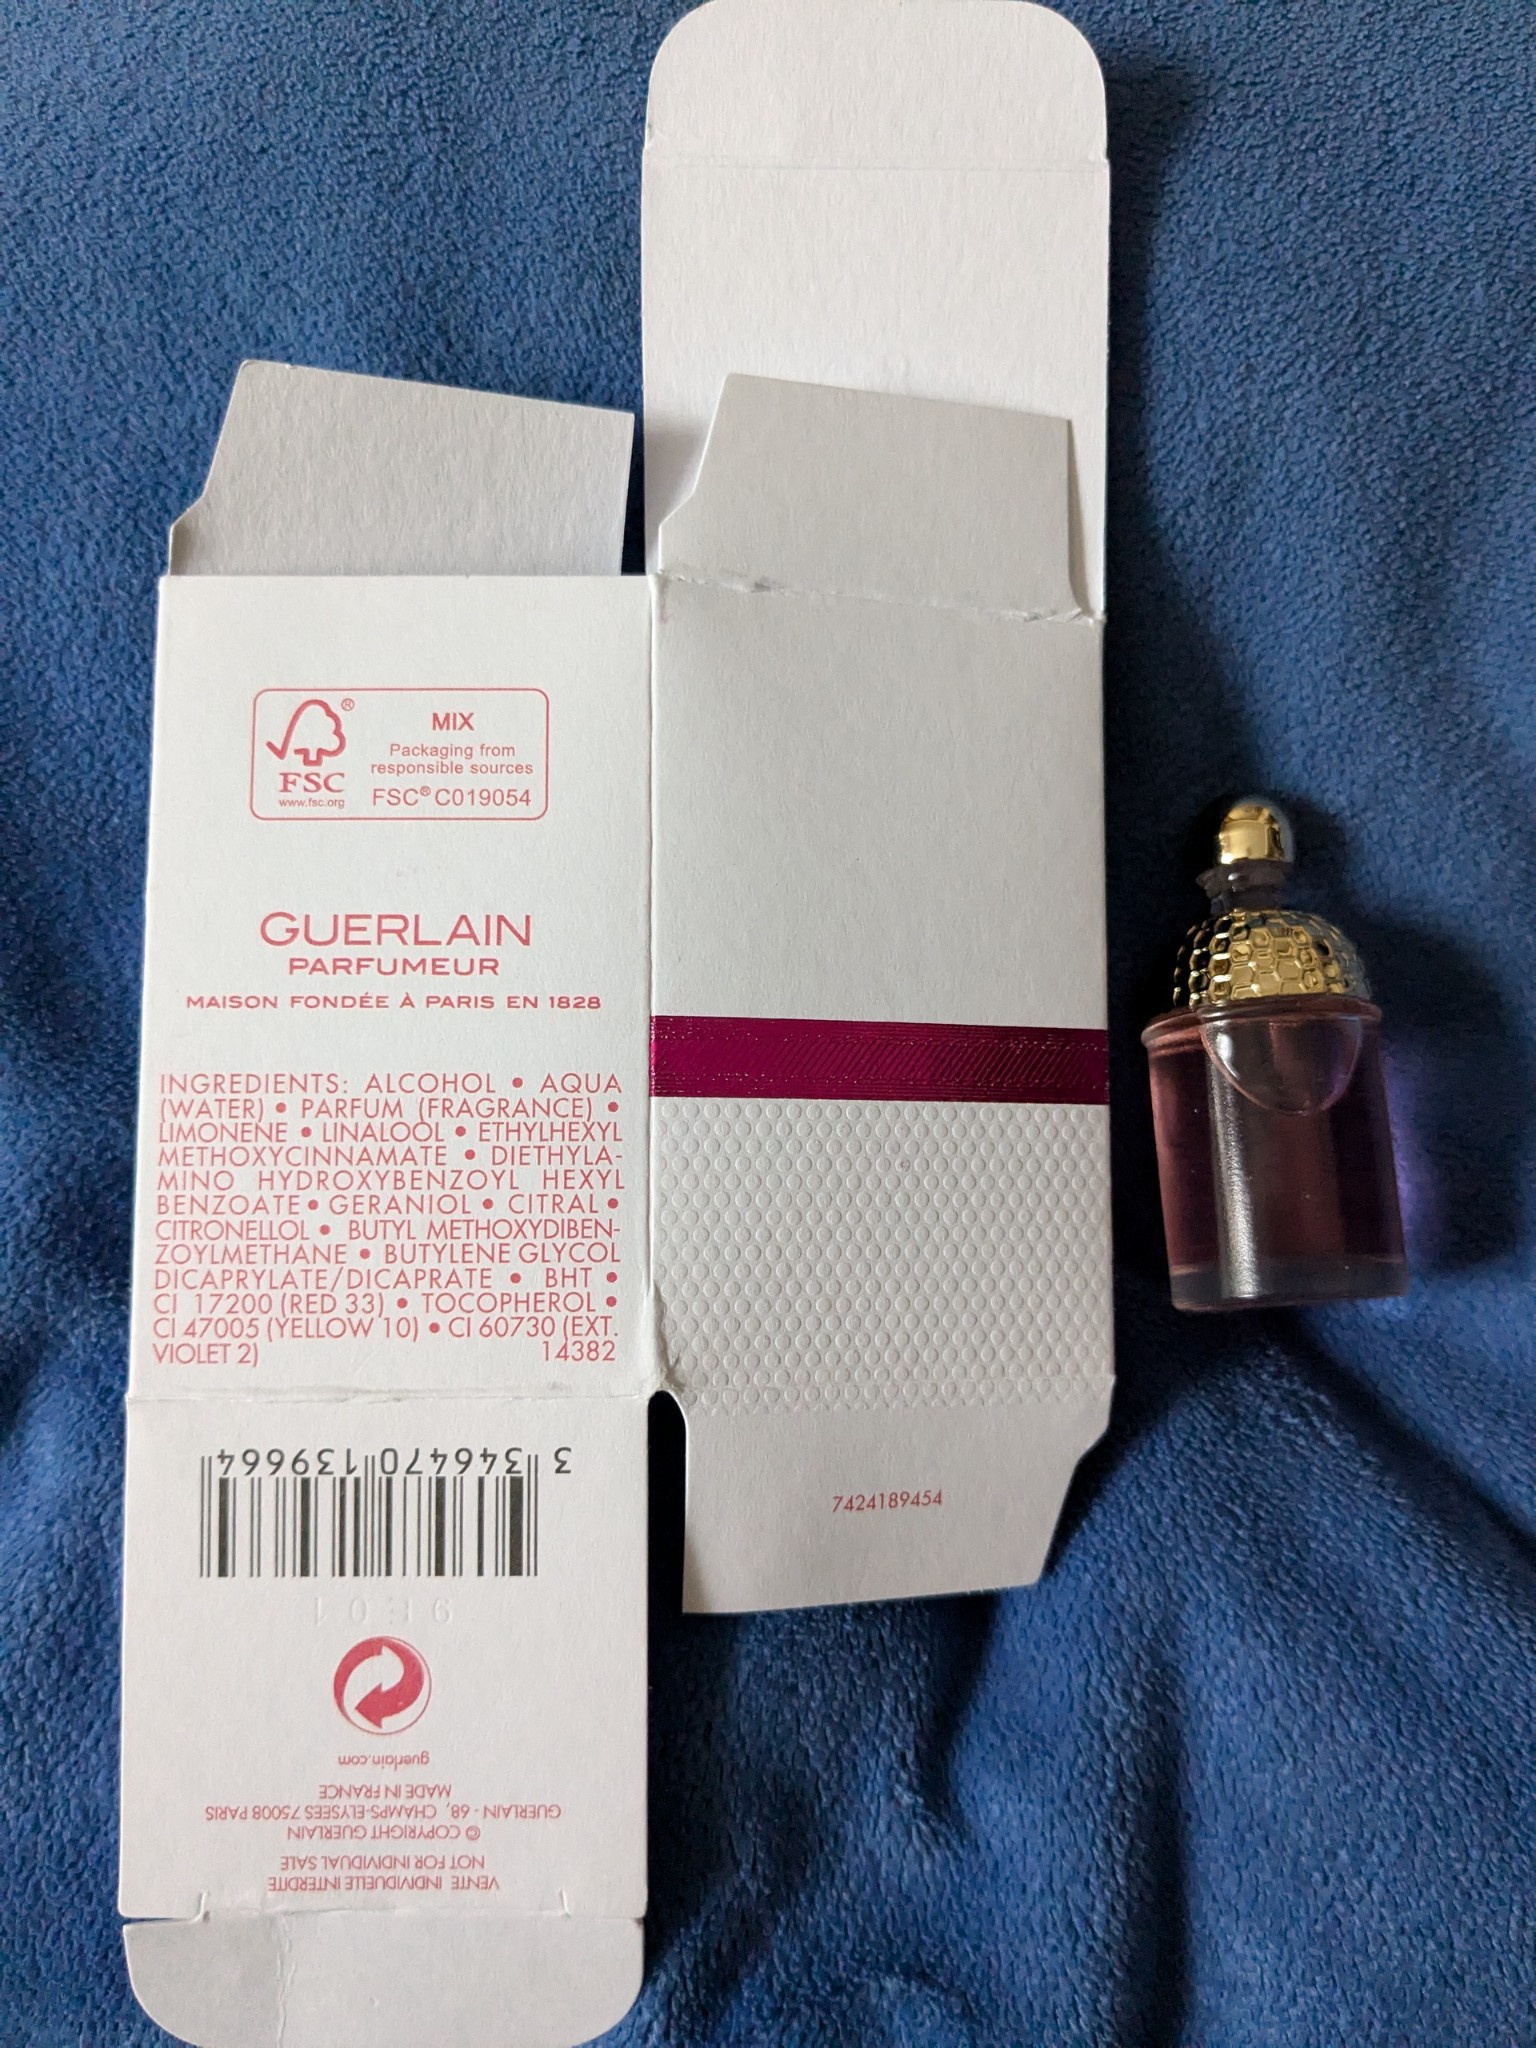 FSC®
www.fsc.org
MIX
Packaging from
responsible sources
FSC® C019054
GUERLAIN
PARFUMEUR
MAISON FONDÉE À PARIS EN 1828
INGREDIENTS: ALCOHOL • AQUA
(WATER) • PARFUM (FRAGRANCE) •
LIMONENE • LINALOOL • ETHYLHEXYL
METHOXYCINNAMATE • DIETHYLA-
MINO HYDROXYBENZOYL HEXYL
BENZOATE • GERANIOL • CITRAL •
CITRONELLOL • BUTYL METHOXYDIBEN-
ZOYLMETHANE • BUTYLENE GLYCOL
DICAPRYLATE/DICAPRATE • BHT •
CI 17200 (RED 33) • TOCOPHEROL •
CI 47005 (YELLOW 10) • CI 60730 (EXT.
VIOLET 2) 14382
7424189454
VENTE INDIVIDUELLE INTERDITE
NOT FOR INDIVIDUAL SALE
© COPYRIGHT GUERLAIN
GUERLAIN - 68, CHAMPS-ELYSEES 75008 PARIS
MADE IN FRANCE
guerlain.com
9E01
3 346470 139664